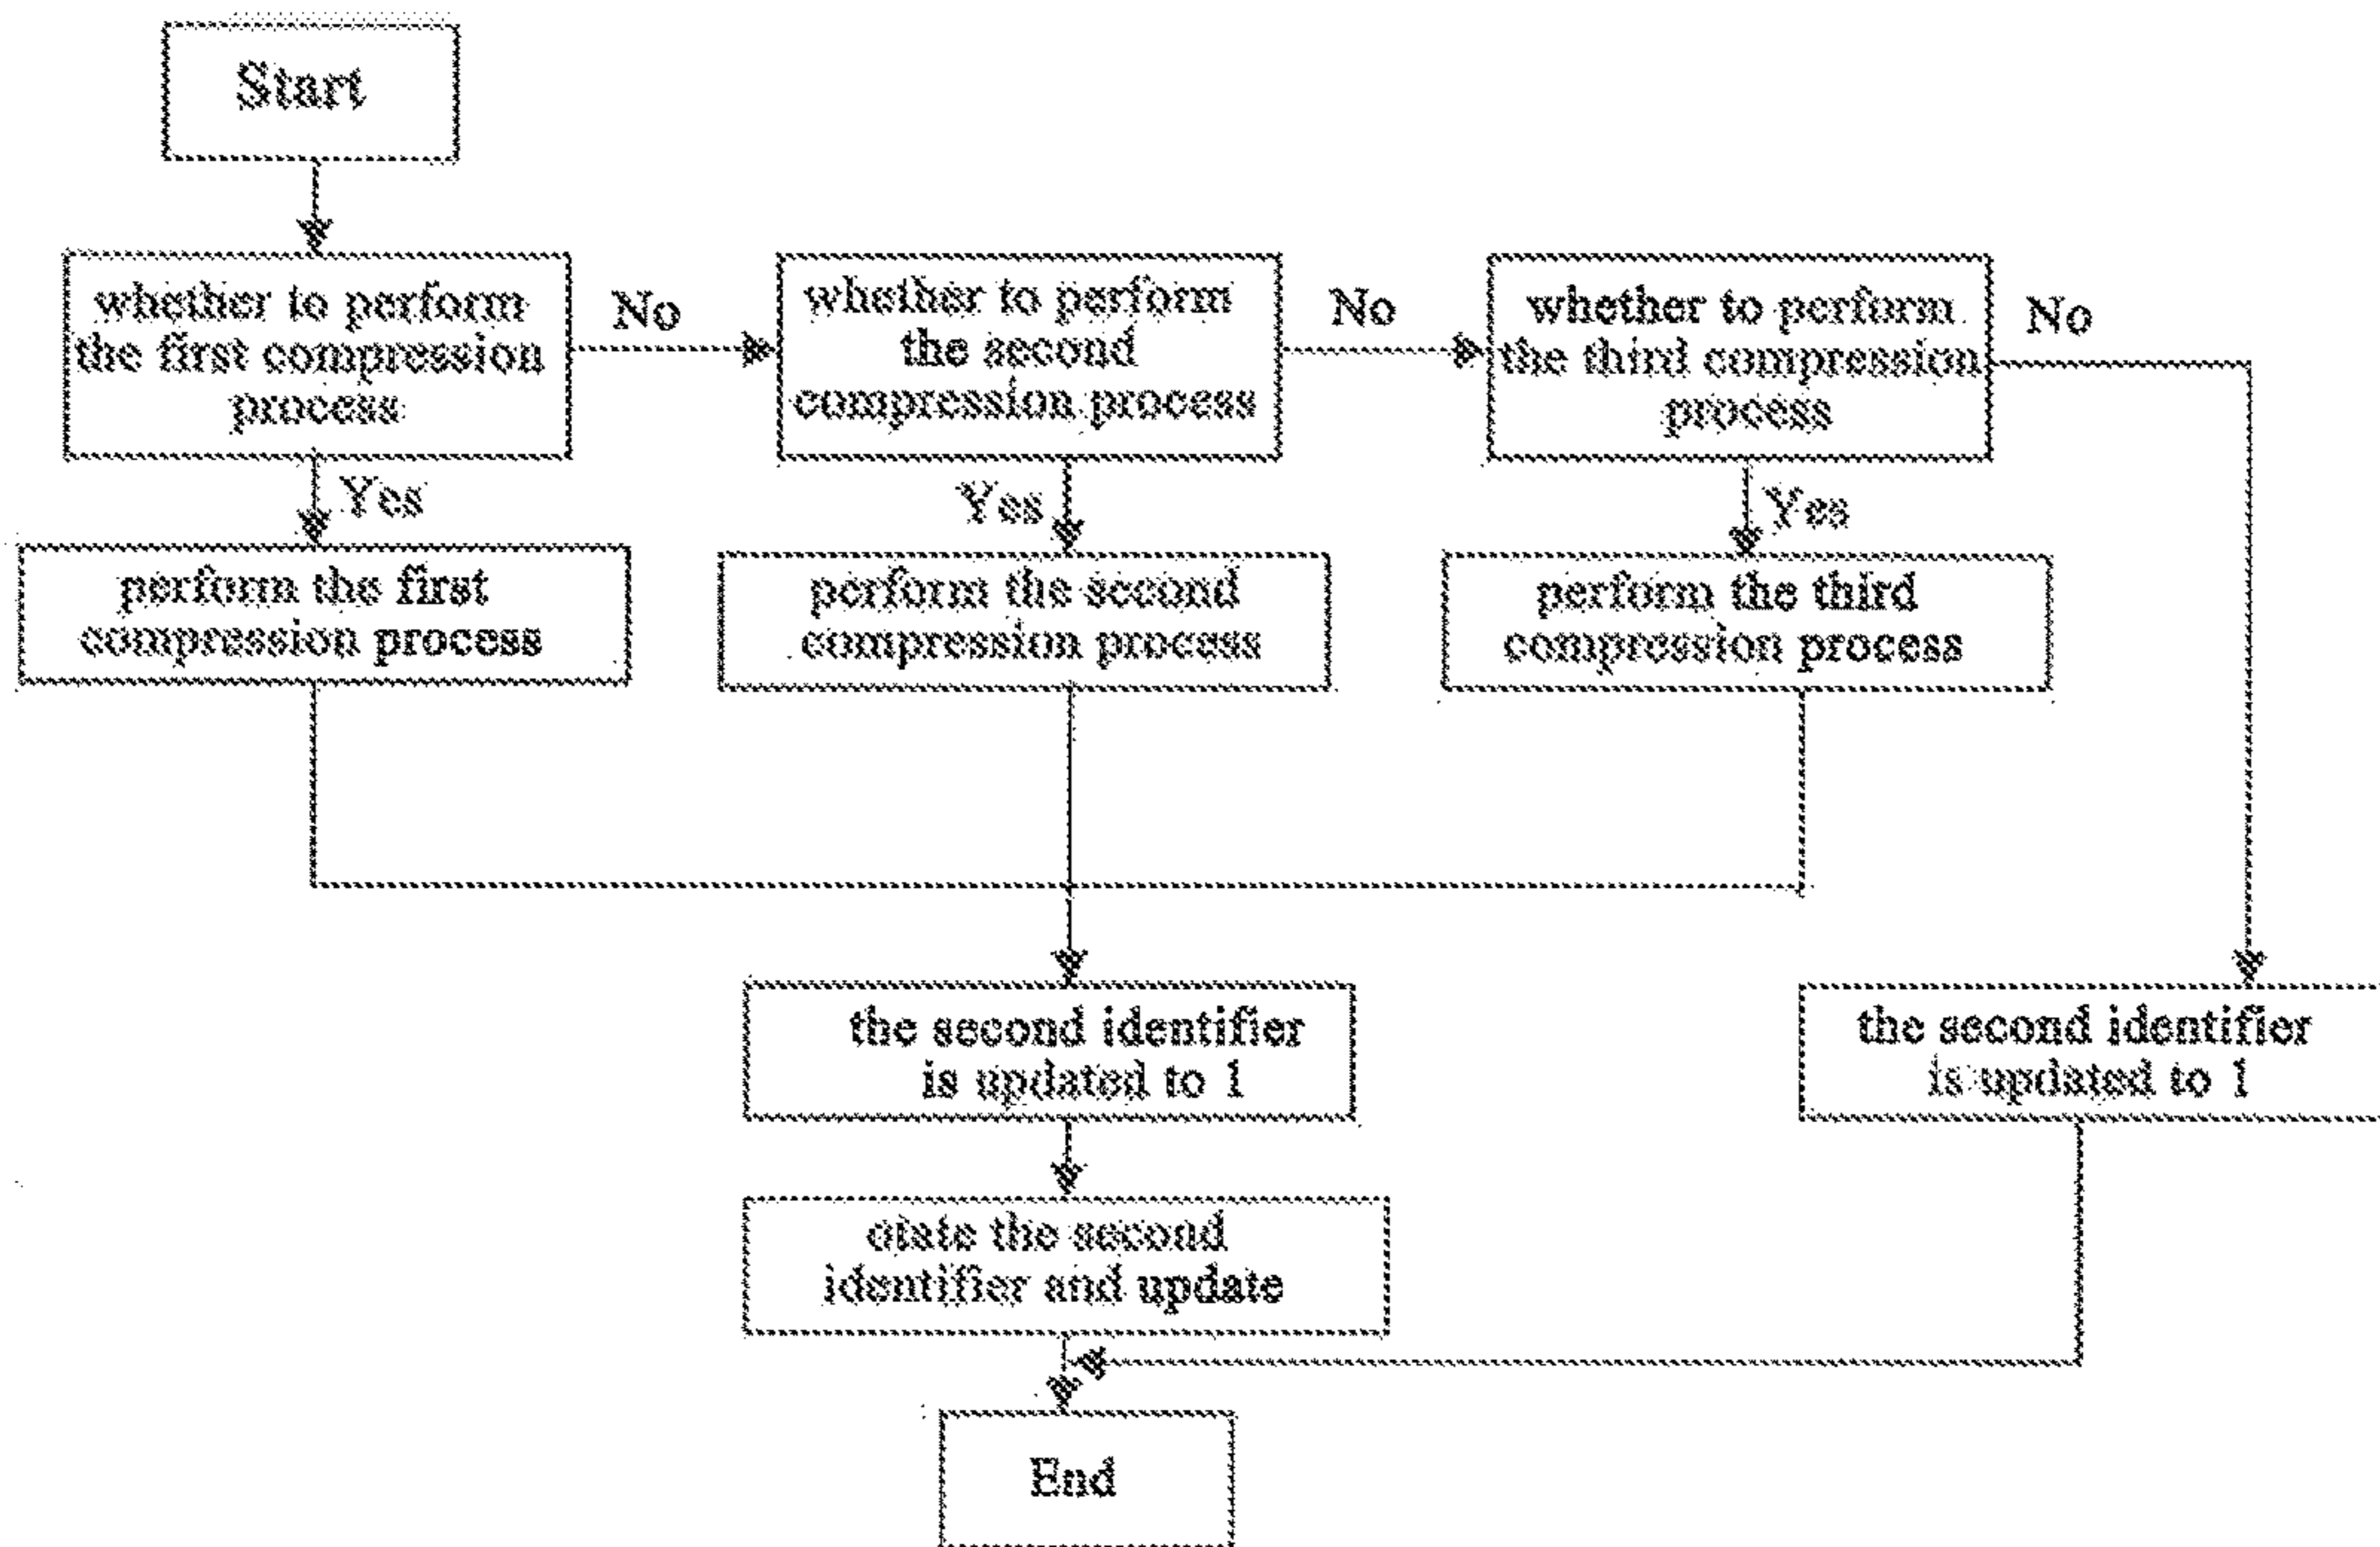 Start
whether to perform
the first compression
process
No
whether to perform
the second
compression process
No
whether to perform
the third compression
process
No
Yes
Yes
Yes
perform the first
compression process
perform the second
compression process
perform the third
compression process
the second identifier
is updated to 1
the second identifier
is updated to 1
the second
identifier and update
End